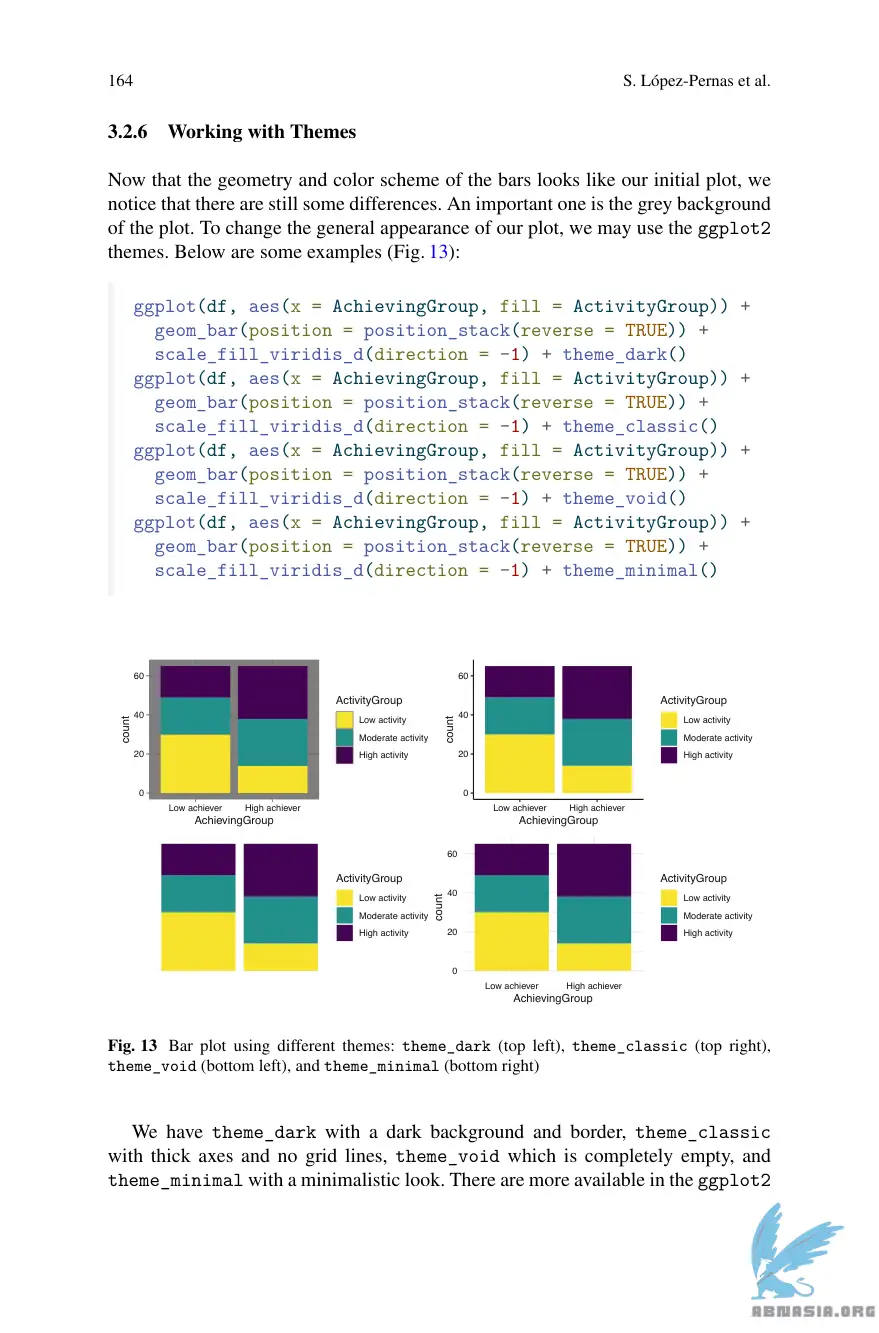 164
S. López-Pernas et al.
3.2.6 Working with Themes
Now that the geometry and color scheme of the bars looks like our initial plot, we
notice that there are still some differences. An important one is the grey background
of the plot. To change the general appearance of our plot, we may use the ggplot2
themes. Below are some examples (Fig. 13):
ggplot(df, aes(x = AchievingGroup, fill = ActivityGroup)) +
  geom_bar(position = position_stack(reverse = TRUE)) +
  scale_fill_viridis_d(direction = -1) + theme_dark()
ggplot(df, aes(x = AchievingGroup, fill = ActivityGroup)) +
  geom_bar(position = position_stack(reverse = TRUE)) +
  scale_fill_viridis_d(direction = -1) + theme_classic()
ggplot(df, aes(x = AchievingGroup, fill = ActivityGroup)) +
  geom_bar(position = position_stack(reverse = TRUE)) +
  scale_fill_viridis_d(direction = -1) + theme_void()
ggplot(df, aes(x = AchievingGroup, fill = ActivityGroup)) +
  geom_bar(position = position_stack(reverse = TRUE)) +
  scale_fill_viridis_d(direction = -1) + theme_minimal()
60
40
20
0
count
Low achiever High achiever
AchievingGroup
ActivityGroup
Low activity
Moderate activity
High activity
60
40
20
0
count
Low achiever High achiever
AchievingGroup
ActivityGroup
Low activity
Moderate activity
High activity
ActivityGroup
Low activity
Moderate activity
High activity
60
40
20
0
count
Low achiever High achiever
AchievingGroup
ActivityGroup
Low activity
Moderate activity
High activity
Fig. 13 Bar plot using different themes: theme_dark (top left), theme_classic (top right),
theme_void (bottom left), and theme_minimal (bottom right)
We have theme_dark with a dark background and border, theme_classic
with thick axes and no grid lines, theme_void which is completely empty, and
theme_minimal with a minimalistic look. There are more available in the ggplot2
ABNASIA.ORG